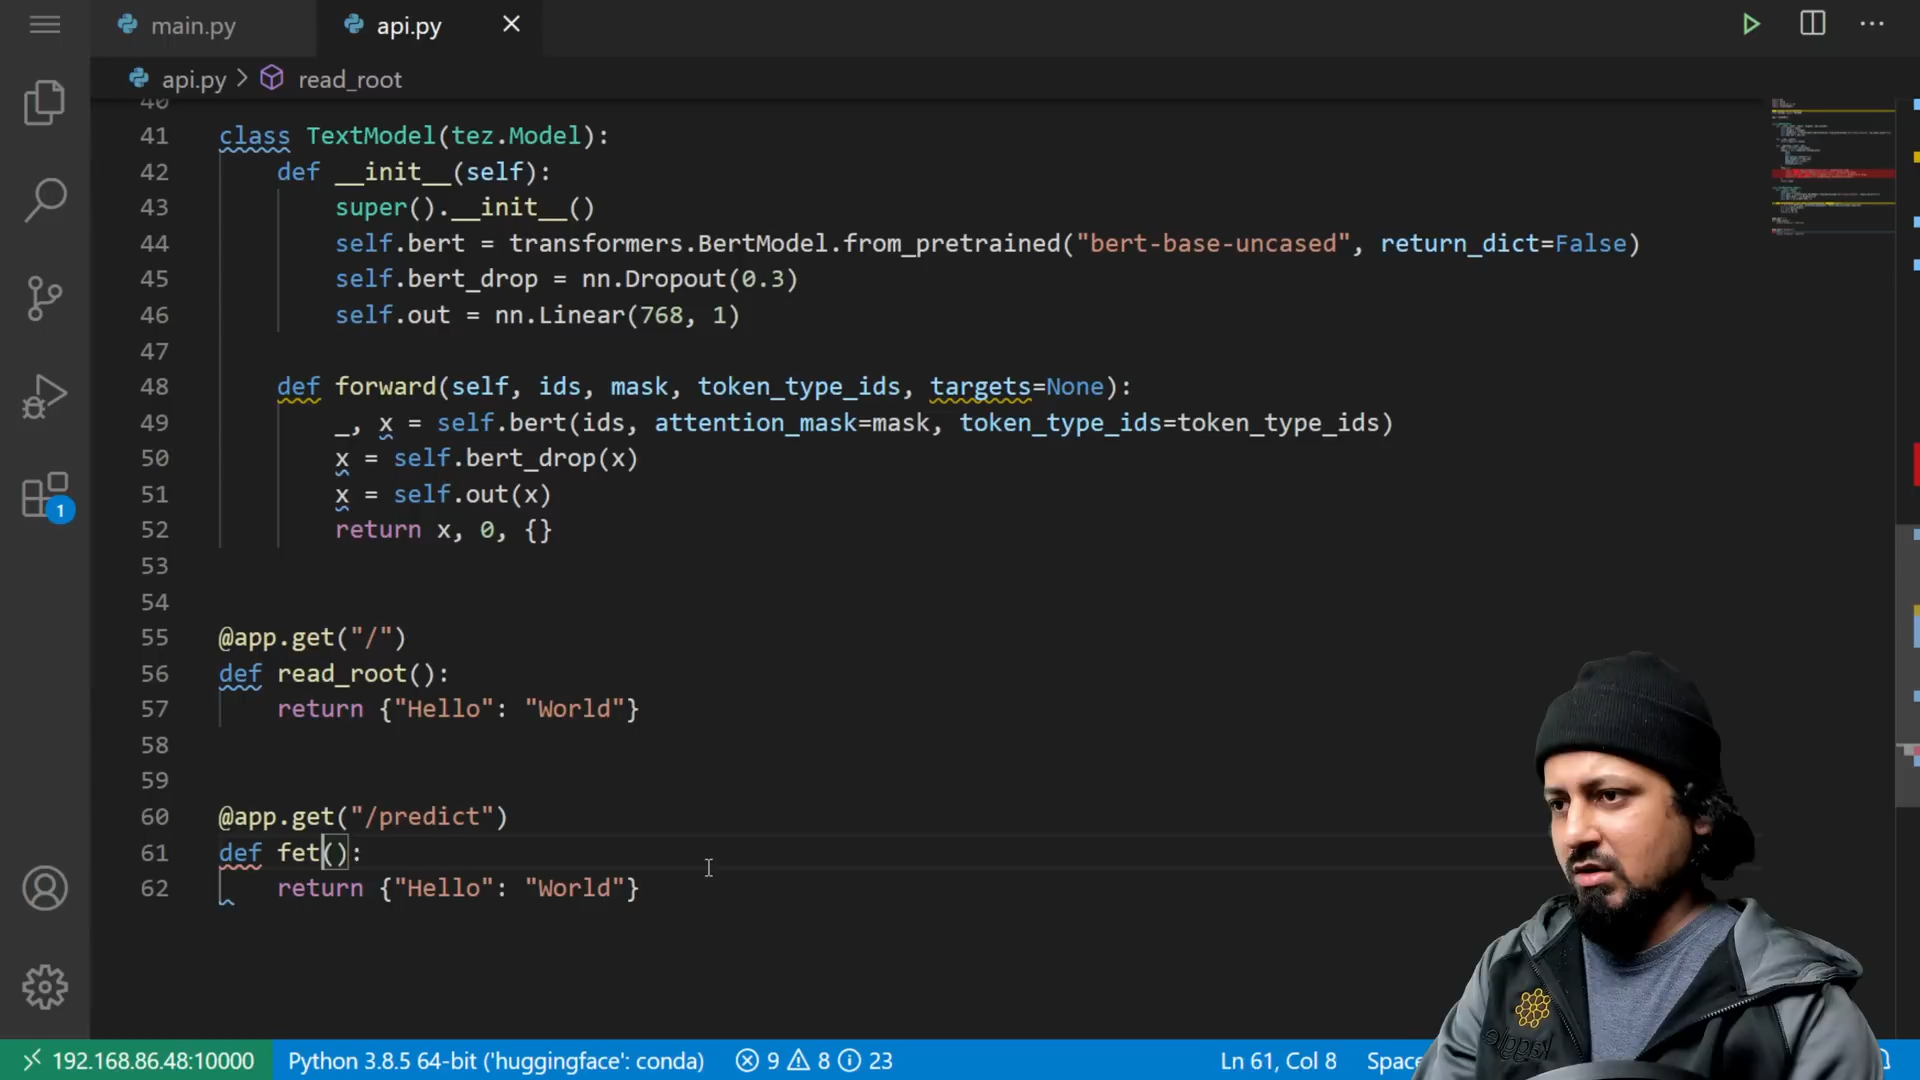 main.py
api.py
api.py > read_root
40
41 class TextModel(tez.Model):
42 def __init__(self):
43 super().__init__()
44 self.bert = transformers.BertModel.from_pretrained("bert-base-uncased", return_dict=False)
45 self.bert_drop = nn.Dropout(0.3)
46 self.out = nn.Linear(768, 1)
47
48 def forward(self, ids, mask, token_type_ids, targets=None):
49 _, x = self.bert(ids, attention_mask=mask, token_type_ids=token_type_ids)
50 x = self.bert_drop(x)
51 x = self.out(x)
52 return x, 0, {}
53
54
55 @app.get("/")
56 def read_root():
57 return {"Hello": "World"}
58
59
60 @app.get("/predict")
61 def fet():
62 return {"Hello": "World"}
1
kaggle
192.168.86.48:10000 Python 3.8.5 64-bit ('huggingface': conda) 9 8 23 Ln 61, Col 8